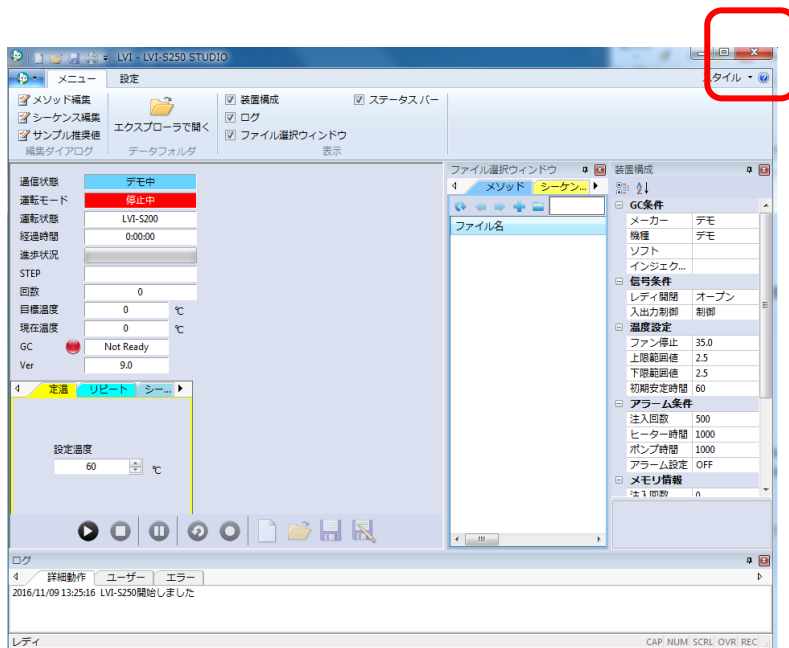 LVI - LVI-S250 STUDIO
メニュー 設定 スタイル
メソッド編集
シーケンス編集
サンプル推奨値
編集ダイアログ
エクスプローラで開く
データフォルダ
装置構成 ステータス バー
ログ
ファイル選択ウィンドウ
表示
通信状態 デモ中
運転モード 停止中
運転状態 LVI-S200
経過時間 0:00:00
進歩状況
STEP
回数 0
目標温度 0 ℃
現在温度 0 ℃
GC Not Ready
Ver 9.0
定温 リピート シー...
設定温度
60 ℃
ファイル選択ウィンドウ
メソッド シーケン...
ファイル名
装置構成
GC条件
メーカー デモ
機種 デモ
ソフト
インジェク...
信号条件
レディ開閉 オープン
入出力制御 制御
温度設定
ファン停止 35.0
上限範囲値 2.5
下限範囲値 2.5
初期安定時間 60
アラーム条件
注入回数 500
ヒーター時間 1000
ポンプ時間 1000
アラーム設定 OFF
メモリ情報
注入回数 0
ログ
詳細動作 ユーザー エラー
2016/11/09 13:25:16 LVI-S250開始しました
レディ CAP NUM SCRL OVR REC